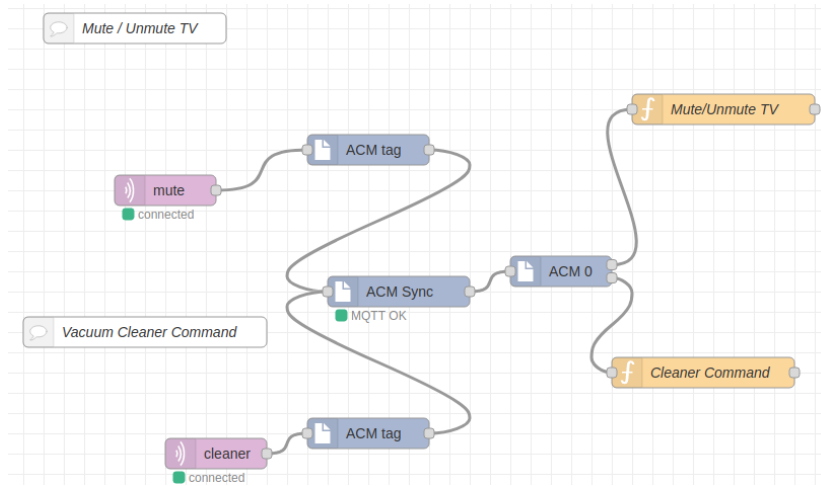 Mute / Unmute TV
Mute/Unmute TV
ACM tag
mute
connected
ACM 0
ACM Sync
MQTT OK
Vacuum Cleaner Command
Cleaner Command
ACM tag
cleaner
connected